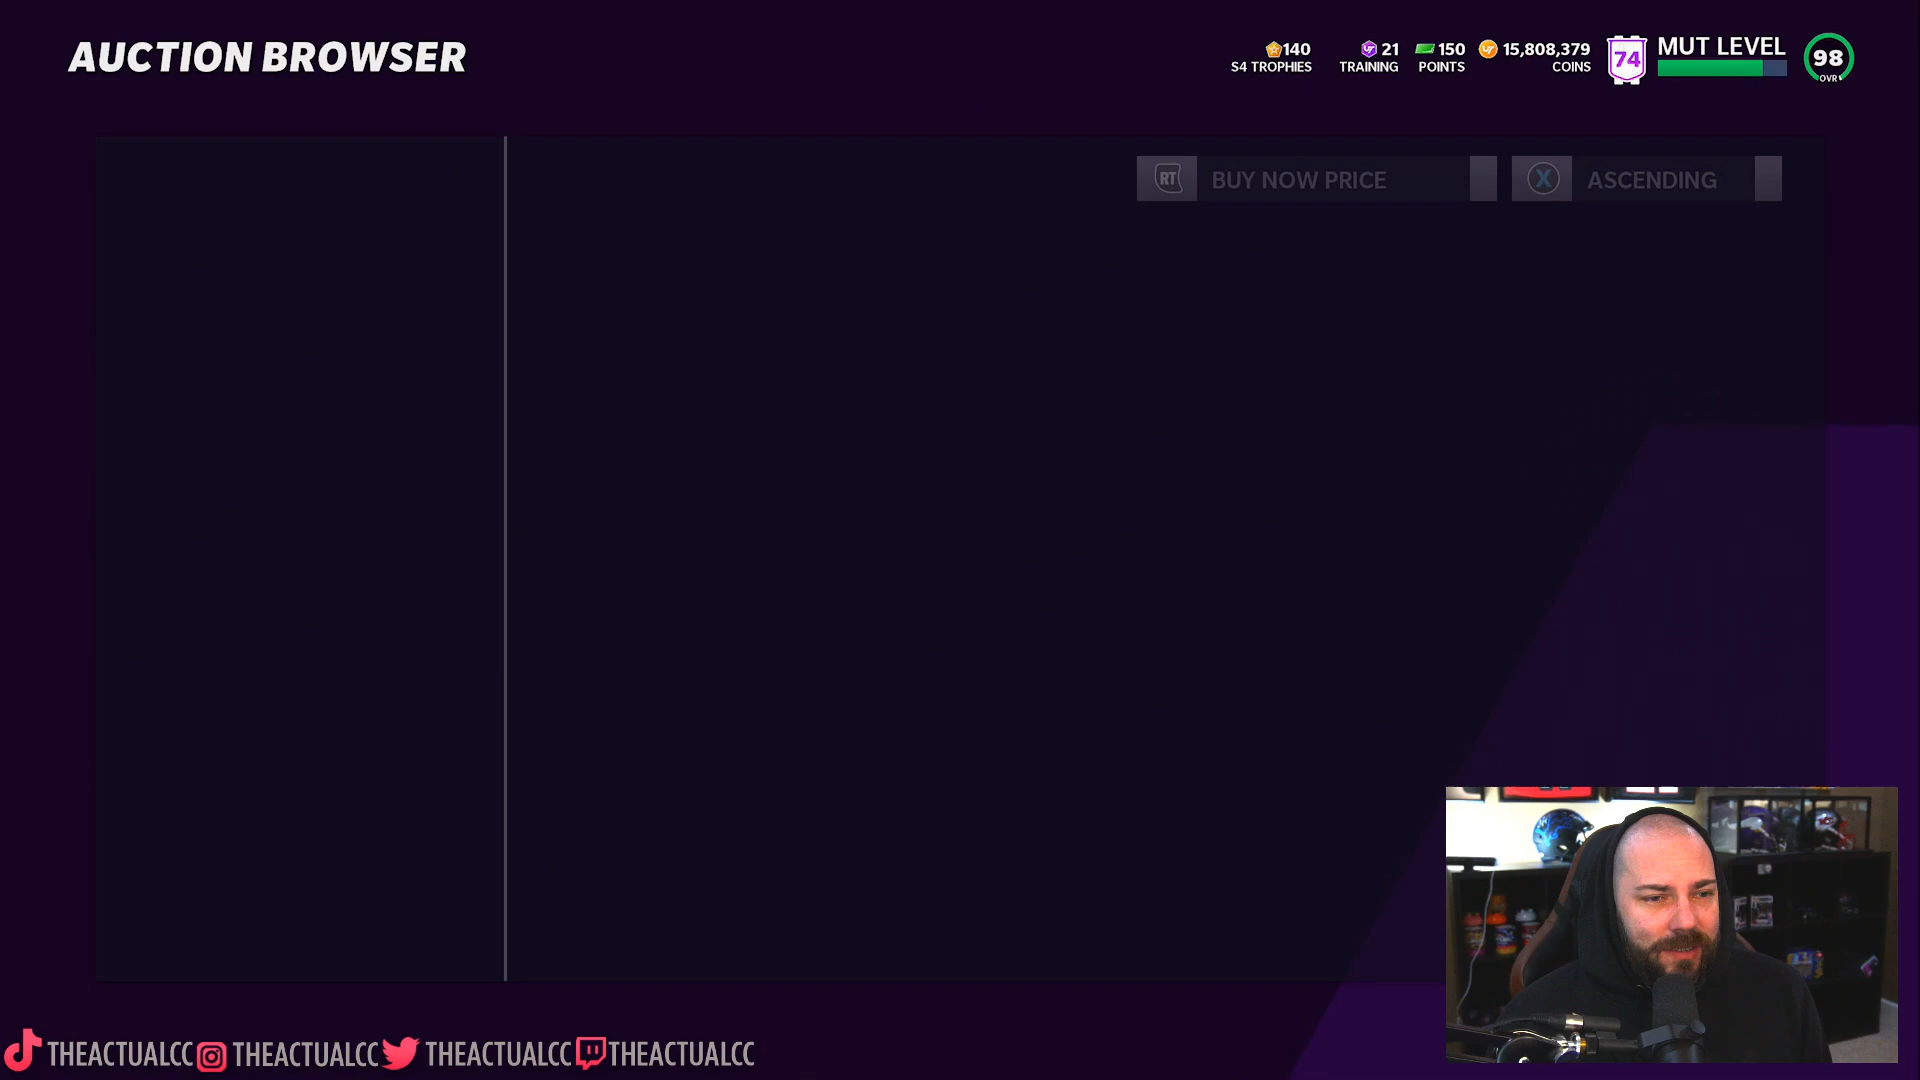 AUCTION BROWSER
140
S4 TROPHIES
21
TRAINING
150
POINTS
15,808,379
COINS
74
MUT LEVEL
98
OVR
RT
BUY NOW PRICE
X
ASCENDING
THEACTUALCC
THEACTUALCC
THEACTUALCC
THEACTUALCC